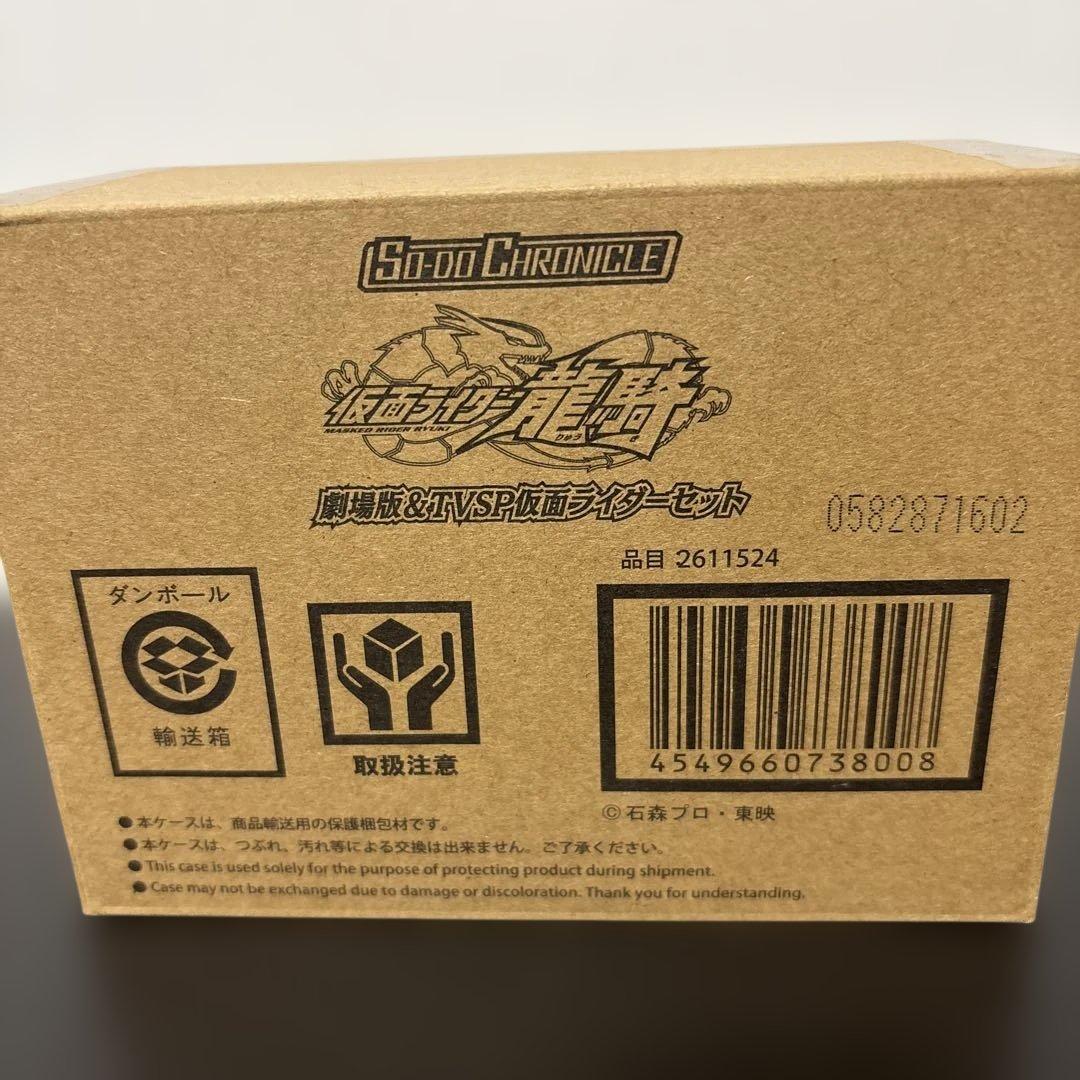 SO-DO CHRONICLE
仮面ライダー龍騎
MASKED RIDER RYUKI
りゅう き
劇場版&TVSP仮面ライダーセット
0582871602
品目 2611524
ダンボール
輸送箱
取扱注意
4549660738008
©石森プロ・東映
●本ケースは、商品輸送用の保護梱包材です。
●本ケースは、つぶれ、汚れ等による交換は出来ません。ご了承ください。
●This case is used solely for the purpose of protecting product during shipment.
●Case may not be exchanged due to damage or discoloration. Thank you for understanding.